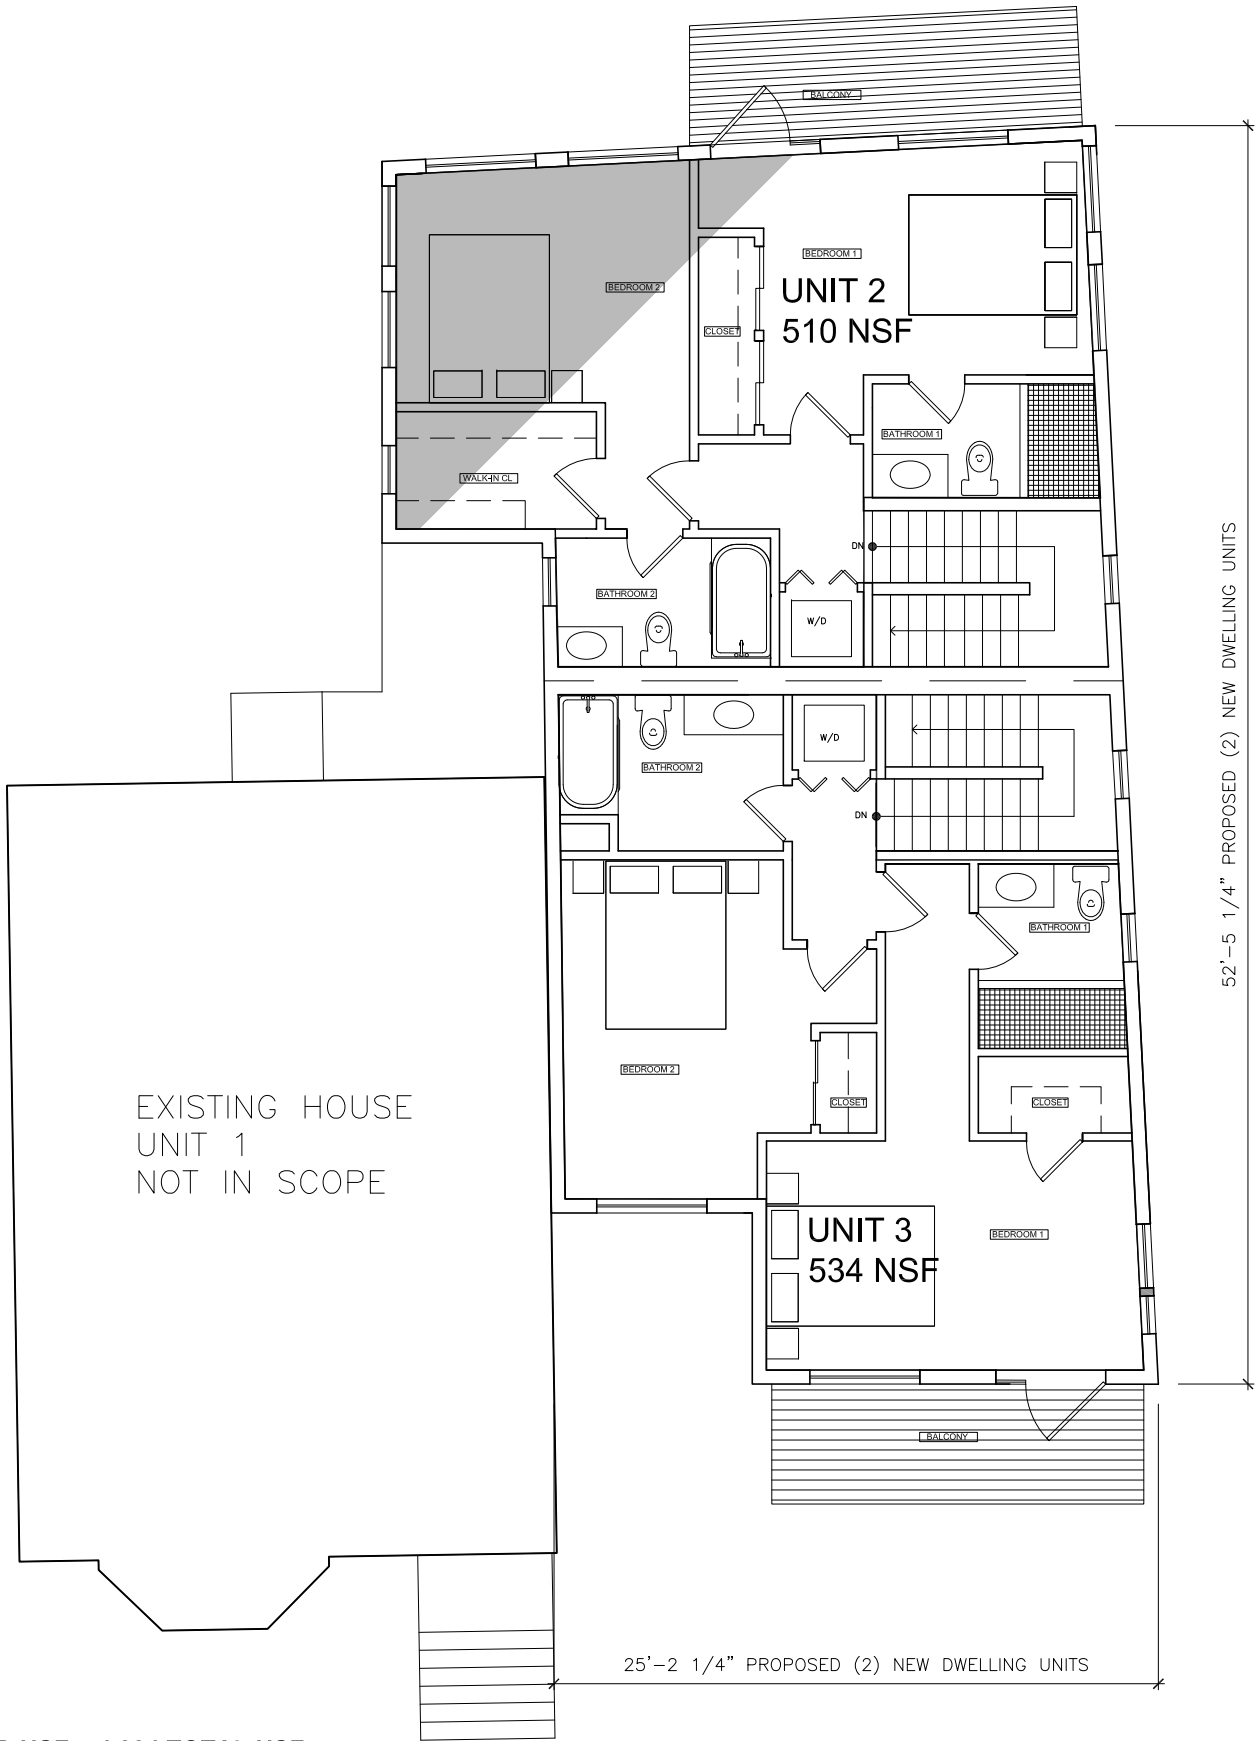 BALCONY
BEDROOM 1
UNIT 2
510 NSF
BEDROOM 2
CLOSET
BATHROOM 1
WALK-IN CL
DN
BATHROOM 2
W/D
52'-5 1/4" PROPOSED (2) NEW DWELLING UNITS
W/D
BATHROOM 2
DN
BATHROOM 1
BEDROOM 2
CLOSET
CLOSET
EXISTING HOUSE
UNIT 1
NOT IN SCOPE
UNIT 3
534 NSF
BEDROOM 1
BALCONY
25'-2 1/4" PROPOSED (2) NEW DWELLING UNITS